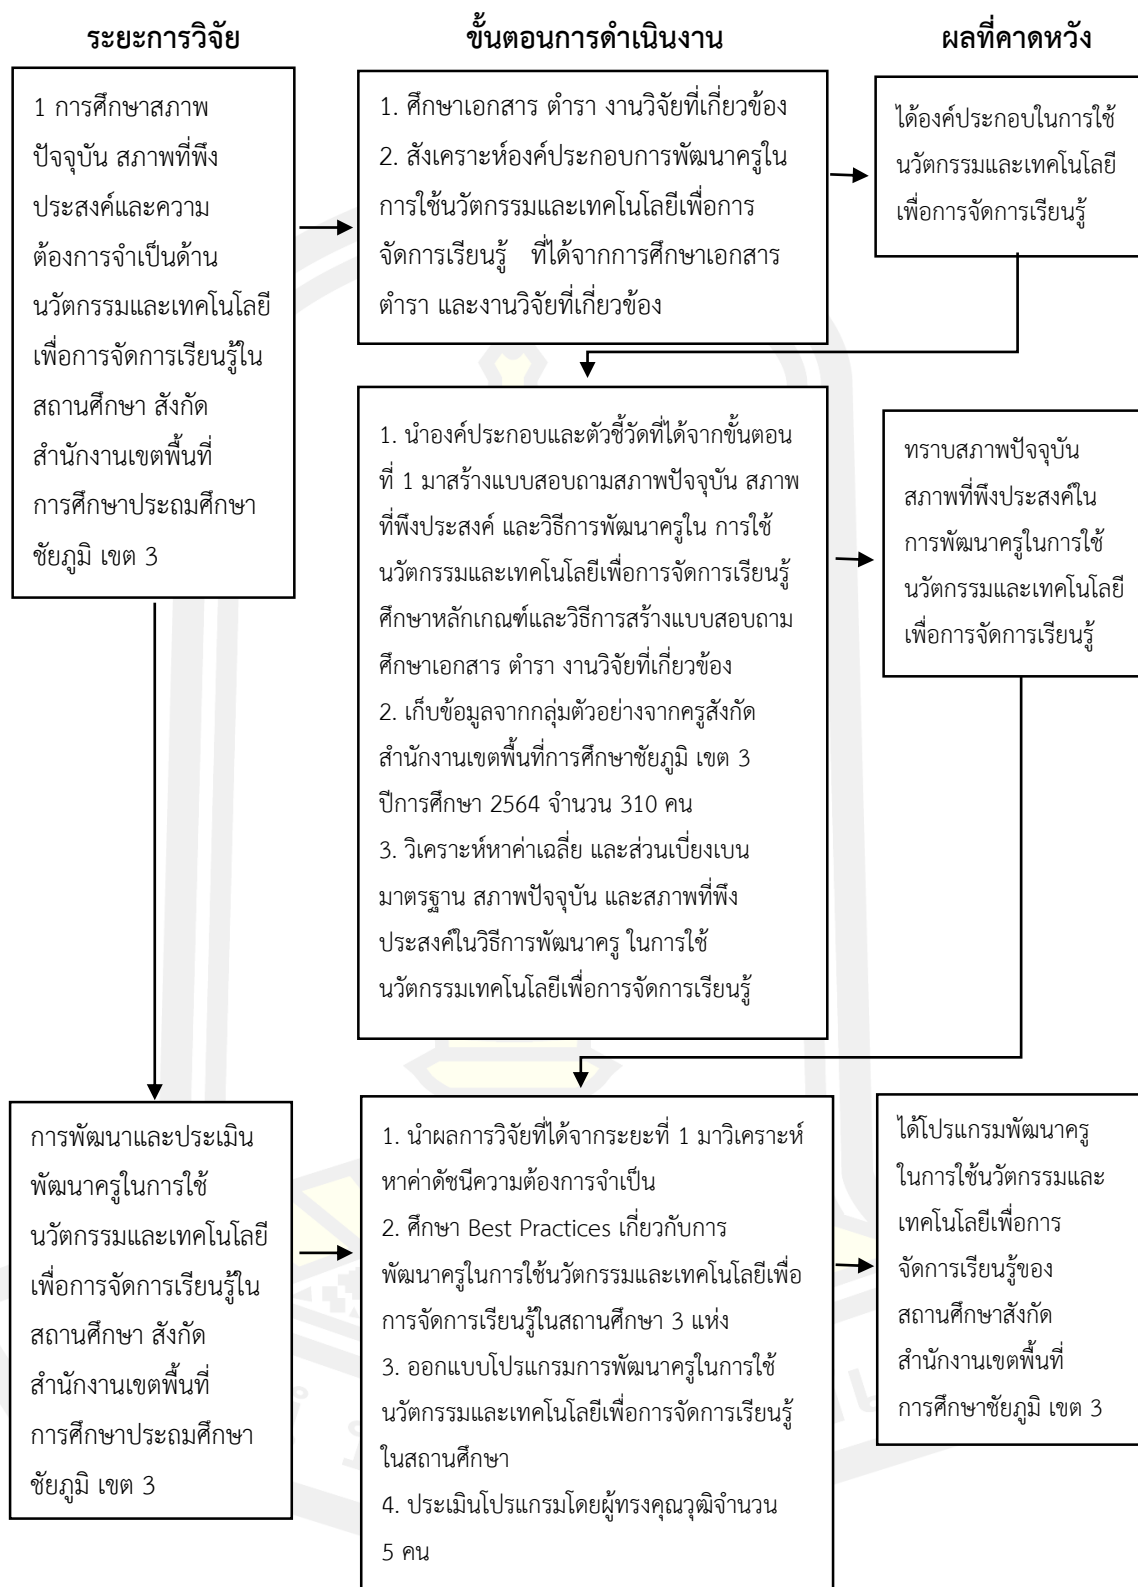 ระยะการวิจัย
ขั้นตอนการดำเนินงาน
ผลที่คาดหวัง
1 การศึกษาสภาพ
ปัจจุบัน สภาพที่พึง
ประสงค์และความ
ต้องการจำเป็นด้าน
นวัตกรรมและเทคโนโลยี
เพื่อการจัดการเรียนรู้ใน
สถานศึกษา สังกัด
สำนักงานเขตพื้นที่
การศึกษาประถมศึกษา
ชัยภูมิ เขต 3
1. ศึกษาเอกสาร ตำรา งานวิจัยที่เกี่ยวข้อง
2. สังเคราะห์องค์ประกอบการพัฒนาครูใน
การใช้นวัตกรรมและเทคโนโลยีเพื่อการ
จัดการเรียนรู้ ที่ได้จากการศึกษาเอกสาร
ตำรา และงานวิจัยที่เกี่ยวข้อง
ได้องค์ประกอบในการใช้
นวัตกรรมและเทคโนโลยี
เพื่อการจัดการเรียนรู้
1. นำองค์ประกอบและตัวชี้วัดที่ได้จากขั้นตอน
ที่ 1 มาสร้างแบบสอบถามสภาพปัจจุบัน สภาพ
ที่พึงประสงค์ และวิธีการพัฒนาครูใน การใช้
นวัตกรรมและเทคโนโลยีเพื่อการจัดการเรียนรู้
ศึกษาหลักเกณฑ์และวิธีการสร้างแบบสอบถาม
ศึกษาเอกสาร ตำรา งานวิจัยที่เกี่ยวข้อง
2. เก็บข้อมูลจากกลุ่มตัวอย่างจากครูสังกัด
สำนักงานเขตพื้นที่การศึกษาชัยภูมิ เขต 3
ปีการศึกษา 2564 จำนวน 310 คน
3. วิเคราะห์หาค่าเฉลี่ย และส่วนเบี่ยงเบน
มาตรฐาน สภาพปัจจุบัน และสภาพที่พึง
ประสงค์ในวิธีการพัฒนาครู ในการใช้
นวัตกรรมเทคโนโลยีเพื่อการจัดการเรียนรู้
ทราบสภาพปัจจุบัน
สภาพที่พึงประสงค์ใน
การพัฒนาครูในการใช้
นวัตกรรมและเทคโนโลยี
เพื่อการจัดการเรียนรู้
การพัฒนาและประเมิน
พัฒนาครูในการใช้
นวัตกรรมและเทคโนโลยี
เพื่อการจัดการเรียนรู้ใน
สถานศึกษา สังกัด
สำนักงานเขตพื้นที่
การศึกษาประถมศึกษา
ชัยภูมิ เขต 3
1. นำผลการวิจัยที่ได้จากระยะที่ 1 มาวิเคราะห์
หาค่าดัชนีความต้องการจำเป็น
2. ศึกษา Best Practices เกี่ยวกับการ
พัฒนาครูในการใช้นวัตกรรมและเทคโนโลยีเพื่อ
การจัดการเรียนรู้ในสถานศึกษา 3 แห่ง
3. ออกแบบโปรแกรมการพัฒนาครูในการใช้
นวัตกรรมและเทคโนโลยีเพื่อการจัดการเรียนรู้
ในสถานศึกษา
4. ประเมินโปรแกรมโดยผู้ทรงคุณวุฒิจำนวน
5 คน
ได้โปรแกรมพัฒนาครู
ในการใช้นวัตกรรมและ
เทคโนโลยีเพื่อการ
จัดการเรียนรู้ของ
สถานศึกษาสังกัด
สำนักงานเขตพื้นที่
การศึกษาชัยภูมิ เขต 3